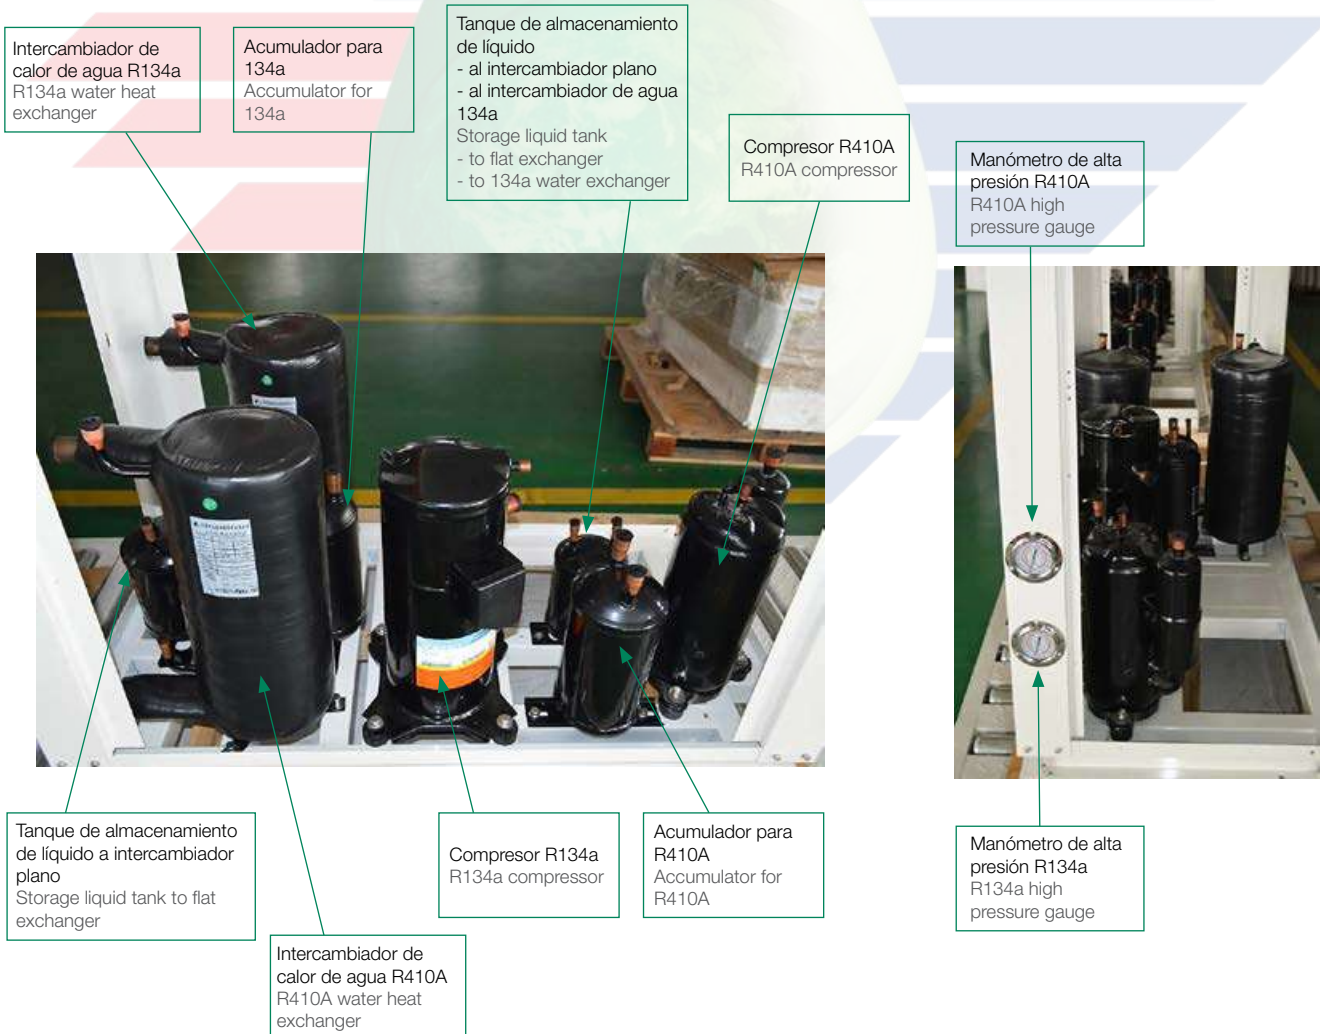 Intercambiador de
calor de agua R134a
R134a water heat
exchanger
Acumulador para
134a
Accumulator for
134a
Tanque de almacenamiento
de líquido
- al intercambiador plano
- al intercambiador de agua
134a
Storage liquid tank
- to flat exchanger
- to 134a water exchanger
Compresor R410A
R410A compressor
Manómetro de alta
presión R410A
R410A high
pressure gauge
Tanque de almacenamiento
de líquido a intercambiador
plano
Storage liquid tank to flat
exchanger
Intercambiador de
calor de agua R410A
R410A water heat
exchanger
Compresor R134a
R134a compressor
Acumulador para
R410A
Accumulator for
R410A
Manómetro de alta
presión R134a
R134a high
pressure gauge